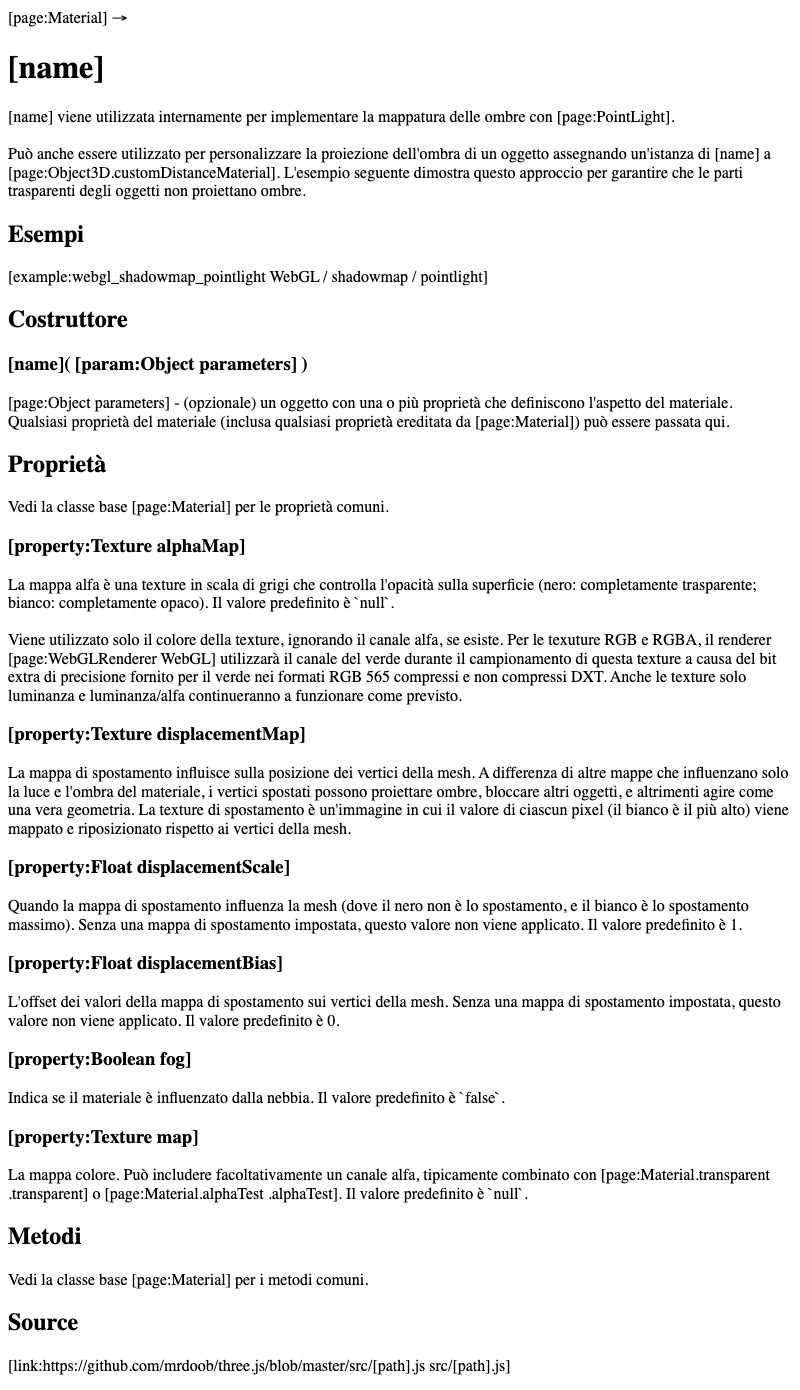 [page:Material] →
[name]
[name] viene utilizzata internamente per implementare la mappatura delle ombre con [page:PointLight].
Può anche essere utilizzato per personalizzare la proiezione dell'ombra di un oggetto assegnando un'istanza di [name] a
[page:Object3D.customDistanceMaterial]. L'esempio seguente dimostra questo approccio per garantire che le parti
trasparenti degli oggetti non proiettano ombre.
Esempi
[example:webgl_shadowmap_pointlight WebGL / shadowmap / pointlight]
Costruttore
[name]( [param:Object parameters] )
[page:Object parameters] - (opzionale) un oggetto con una o più proprietà che definiscono l'aspetto del materiale.
Qualsiasi proprietà del materiale (inclusa qualsiasi proprietà ereditata da [page:Material]) può essere passata qui.
Proprietà
Vedi la classe base [page:Material] per le proprietà comuni.
[property:Texture alphaMap]
La mappa alfa è una texture in scala di grigi che controlla l'opacità sulla superficie (nero: completamente trasparente;
bianco: completamente opaco). Il valore predefinito è `null`.
Viene utilizzato solo il colore della texture, ignorando il canale alfa, se esiste. Per le texuture RGB e RGBA, il renderer
[page:WebGLRenderer WebGL] utilizzarà il canale del verde durante il campionamento di questa texture a causa del bit
extra di precisione fornito per il verde nei formati RGB 565 compressi e non compressi DXT. Anche le texture solo
luminanza e luminanza/alfa continueranno a funzionare come previsto.
[property:Texture displacementMap]
La mappa di spostamento influisce sulla posizione dei vertici della mesh. A differenza di altre mappe che influenzano solo
la luce e l'ombra del materiale, i vertici spostati possono proiettare ombre, bloccare altri oggetti, e altrimenti agire come
una vera geometria. La texture di spostamento è un'immagine in cui il valore di ciascun pixel (il bianco è il più alto) viene
mappato e riposizionato rispetto ai vertici della mesh.
[property:Float displacementScale]
Quando la mappa di spostamento influenza la mesh (dove il nero non è lo spostamento, e il bianco è lo spostamento
massimo). Senza una mappa di spostamento impostata, questo valore non viene applicato. Il valore predefinito è 1.
[property:Float displacementBias]
L'offset dei valori della mappa di spostamento sui vertici della mesh. Senza una mappa di spostamento impostata, questo
valore non viene applicato. Il valore predefinito è 0.
[property:Boolean fog]
Indica se il materiale è influenzato dalla nebbia. Il valore predefinito è `false`.
[property:Texture map]
La mappa colore. Può includere facoltativamente un canale alfa, tipicamente combinato con [page:Material.transparent
.transparent] o [page:Material.alphaTest .alphaTest]. Il valore predefinito è `null`.
Metodi
Vedi la classe base [page:Material] per i metodi comuni.
Source
[link:https://github.com/mrdoob/three.js/blob/master/src/[path].js src/[path].js]